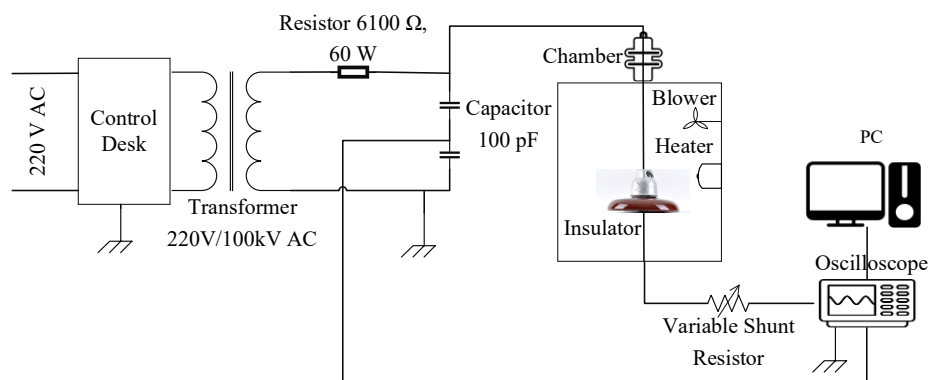 Resistor 6100 Ω,
60 W
Chamber
Blower
Capacitor
100 pF
Heater
PC
220 V AC
Control
Desk
Transformer
220V/100kV AC
Insulator
Oscilloscope
Variable Shunt
Resistor